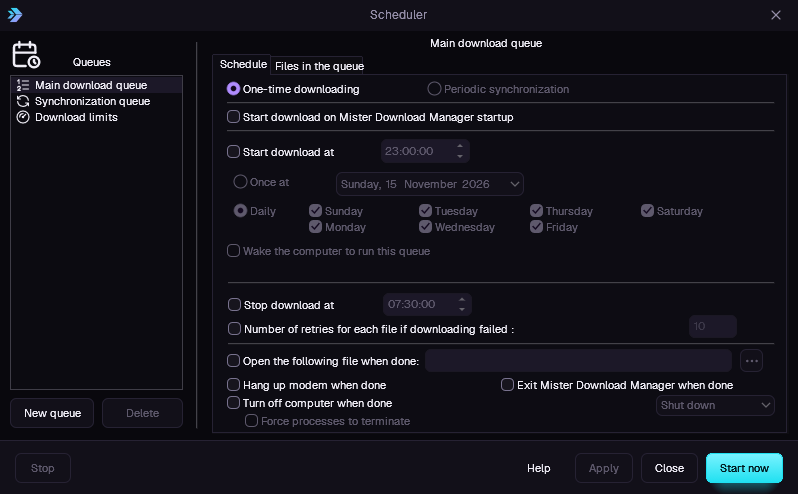 Scheduler
Queues
Main download queue
Synchronization queue
Download limits
New queue Delete
Main download queue
Schedule Files in the queue
One-time downloading Periodic synchronization
Start download on Mister Download Manager startup
Start download at 23:00:00
Once at Sunday, 15 November 2026
Daily Sunday Tuesday Thursday Saturday
Monday Wednesday Friday
Wake the computer to run this queue
Stop download at 07:30:00
Number of retries for each file if downloading failed : 10
Open the following file when done: ...
Hang up modem when done Exit Mister Download Manager when done
Turn off computer when done Shut down
Force processes to terminate
Stop Help Apply Close Start now